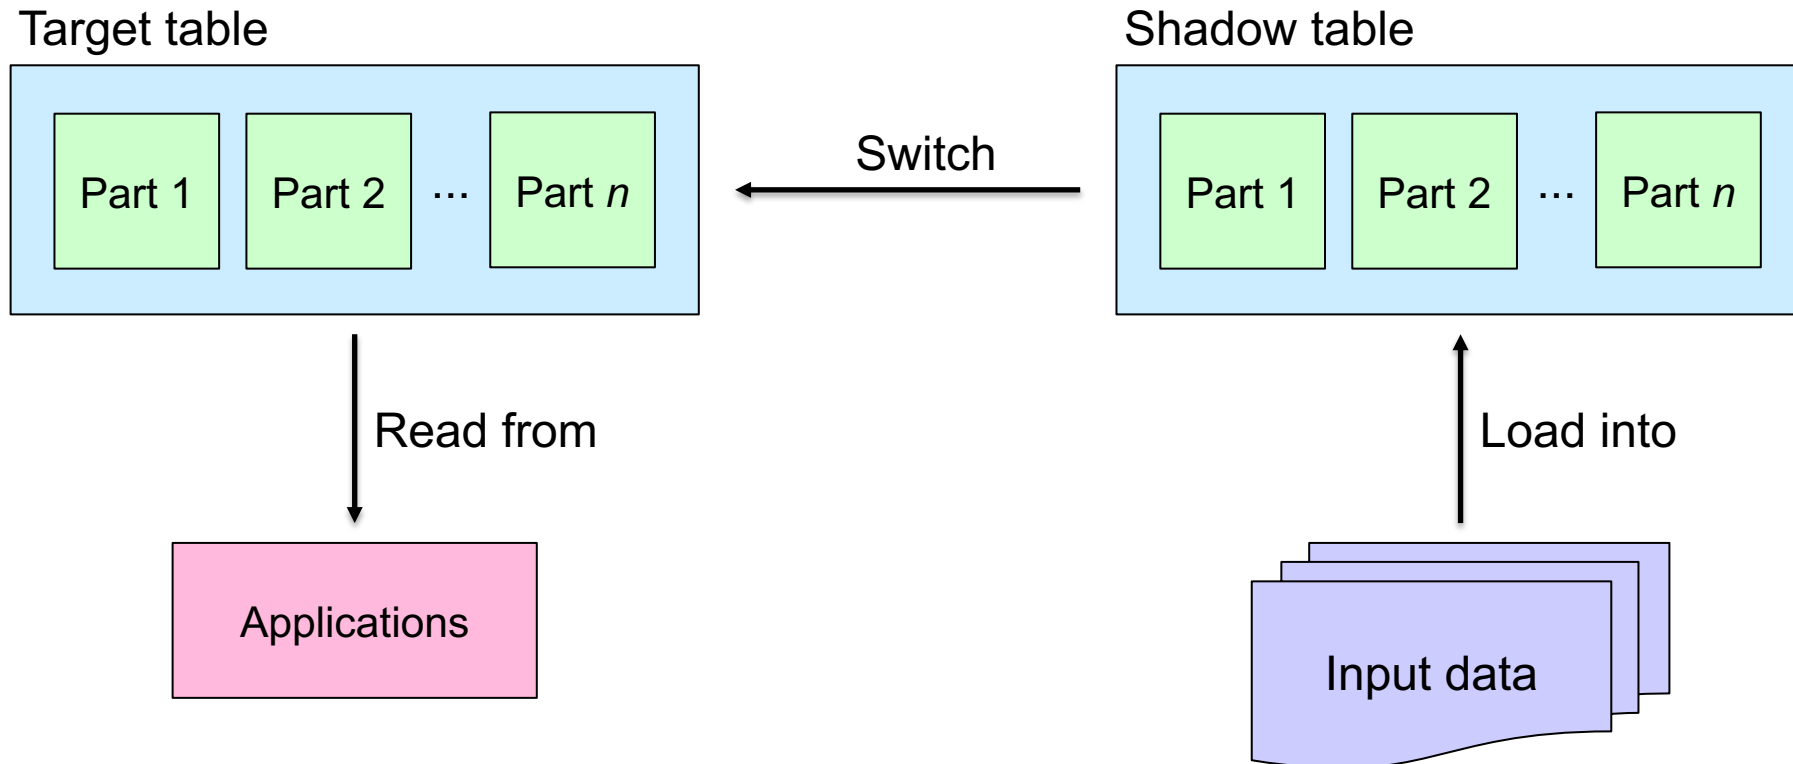 Target table
Shadow table
Part 1
Part 2
...
Part n
Switch
Part 1
Part 2
...
Part n
Read from
Load into
Applications
Input data